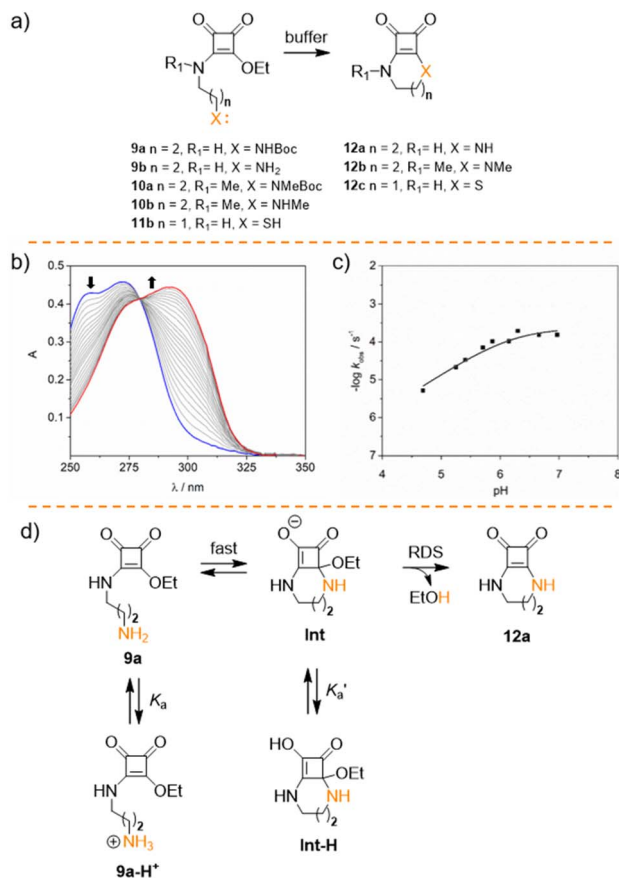 a)
O O
R₁–N OEt
( )n
X:
buffer
O O
R₁–N X
( )n
9a n = 2, R₁= H, X = NHBoc
9b n = 2, R₁= H, X = NH₂
10a n = 2, R₁= Me, X = NMeBoc
10b n = 2, R₁= Me, X = NHMe
11b n = 1, R₁= H, X = SH
12a n = 2, R₁= H, X = NH
12b n = 2, R₁= Me, X = NMe
12c n = 1, R₁= H, X = S
b)
0.5
0.4
0.3
0.2
0.1
A
250 275 300 325 350
λ / nm
c)
2
3
4
5
6
7
-log kobs / s⁻¹
4 5 6 7 8
pH
d)
O O
HN OEt
( )2
NH₂
9a
fast
⊖
O O
OEt
HN NH
( )2
Int
RDS
EtOH
O O
HN NH
( )2
12a
Ka
Ka'
O O
HN OEt
( )2
⊕ NH₃
9a-H⁺
HO O
OEt
HN NH
( )2
Int-H